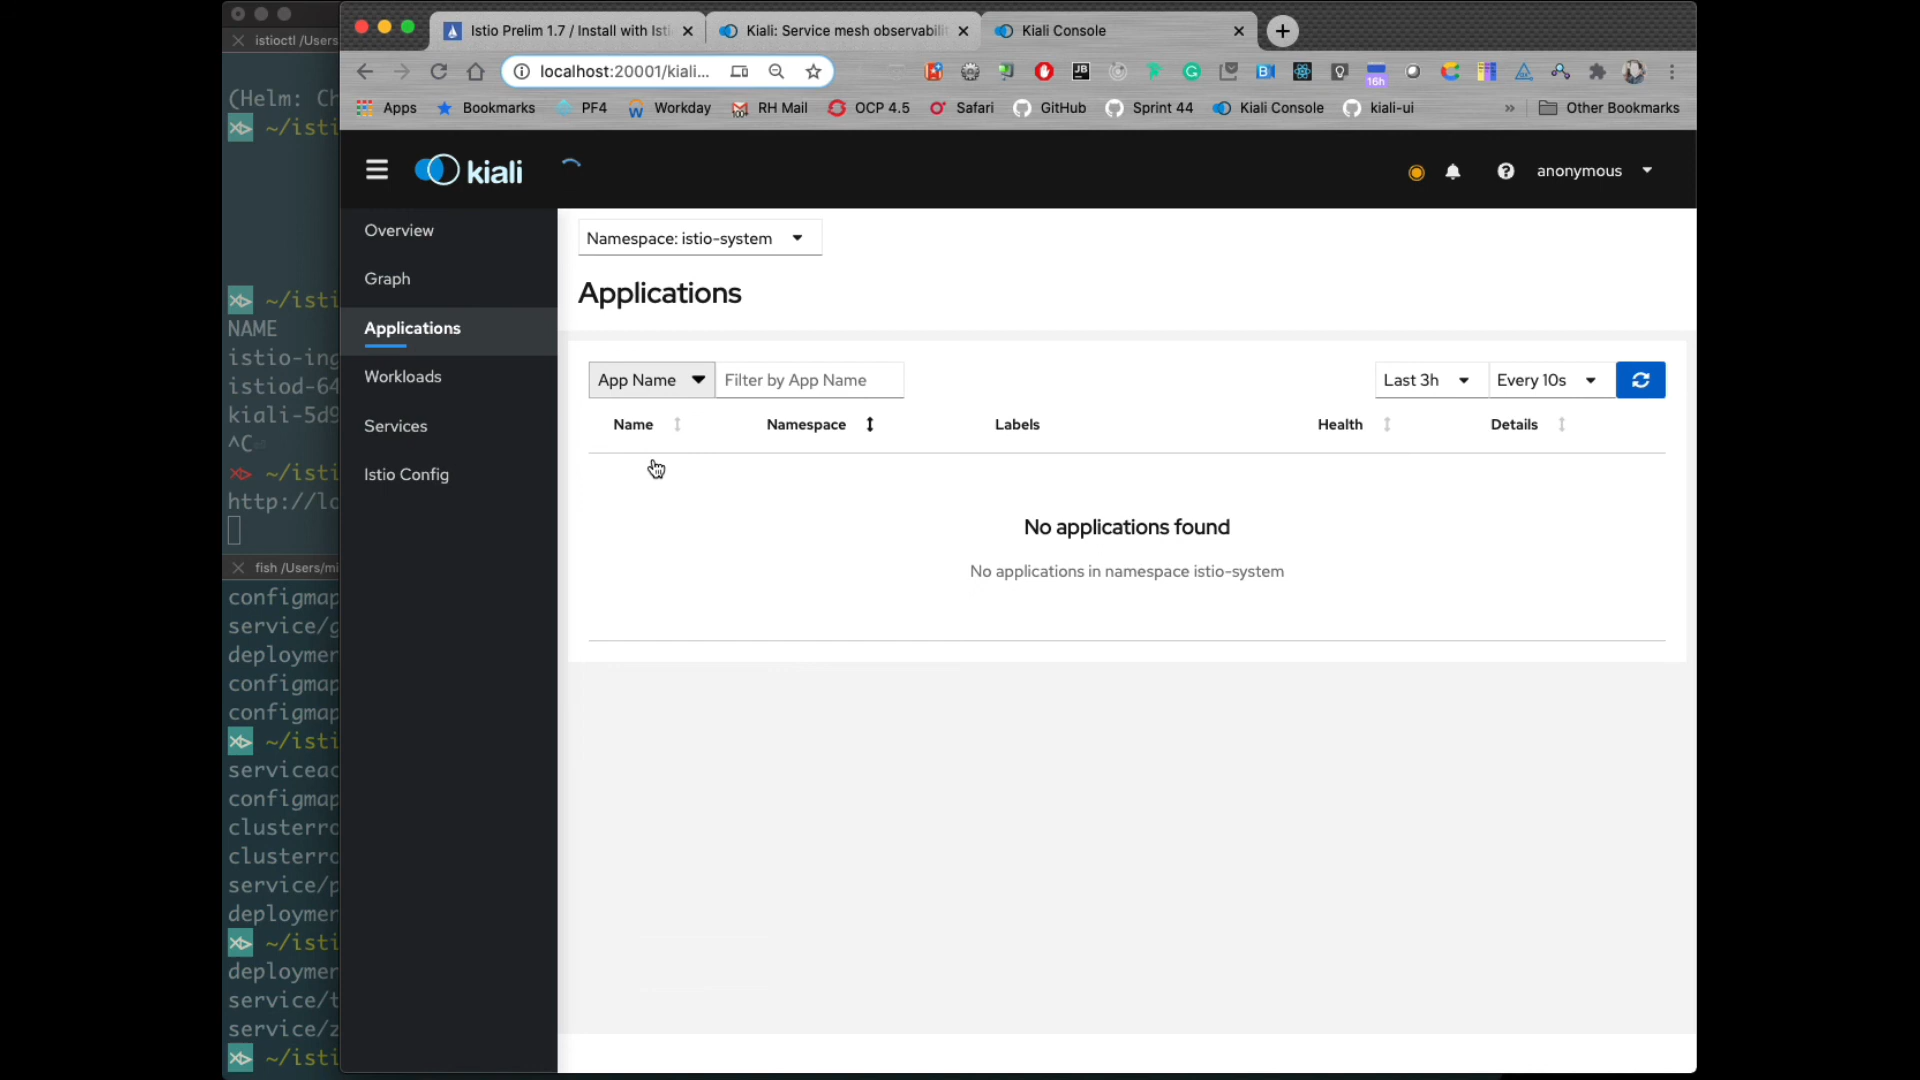 istioctl /Users
Istio Prelim 1.7 / Install with Isti
Kiali: Service mesh observabilit
Kiali Console
localhost:20001/kiali...
16h
Apps
Bookmarks
PF4
Workday
RH Mail
OCP 4.5
Safari
GitHub
Sprint 44
Kiali Console
kiali-ui
»
Other Bookmarks
kiali
anonymous
Overview
Graph
Applications
Workloads
Services
Istio Config
Namespace: istio-system
Applications
App Name
Filter by App Name
Last 3h
Every 10s
Name
Namespace
Labels
Health
Details
No applications found
No applications in namespace istio-system
(Helm: Ch
~/isti
~/isti
NAME
istio-ing
istiod-64
kiali-5d9
^C
~/isti
http://lo
fish /Users/mi
configmap
service/g
deploymen
configmap
configmap
~/isti
serviceac
configmap
clusterro
clusterro
service/p
deploymen
~/isti
deploymen
service/t
service/z
~/isti